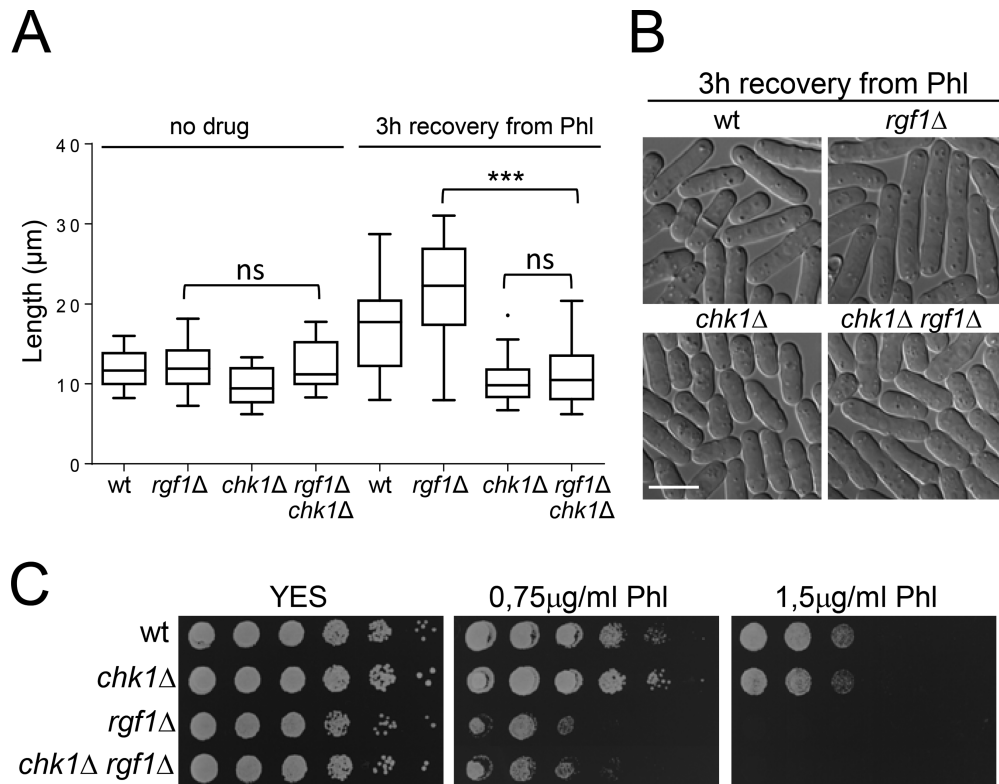 A
no drug
3h recovery from Phl
Length (µm)
40
30
20
10
0
ns
***
ns
wt
rgf1Δ
chk1Δ
rgf1Δ
chk1Δ
wt
rgf1Δ
chk1Δ
rgf1Δ
chk1Δ
B
3h recovery from Phl
wt
rgf1Δ
chk1Δ
chk1Δ rgf1Δ
C
YES
0,75µg/ml Phl
1,5µg/ml Phl
wt
chk1Δ
rgf1Δ
chk1Δ rgf1Δ